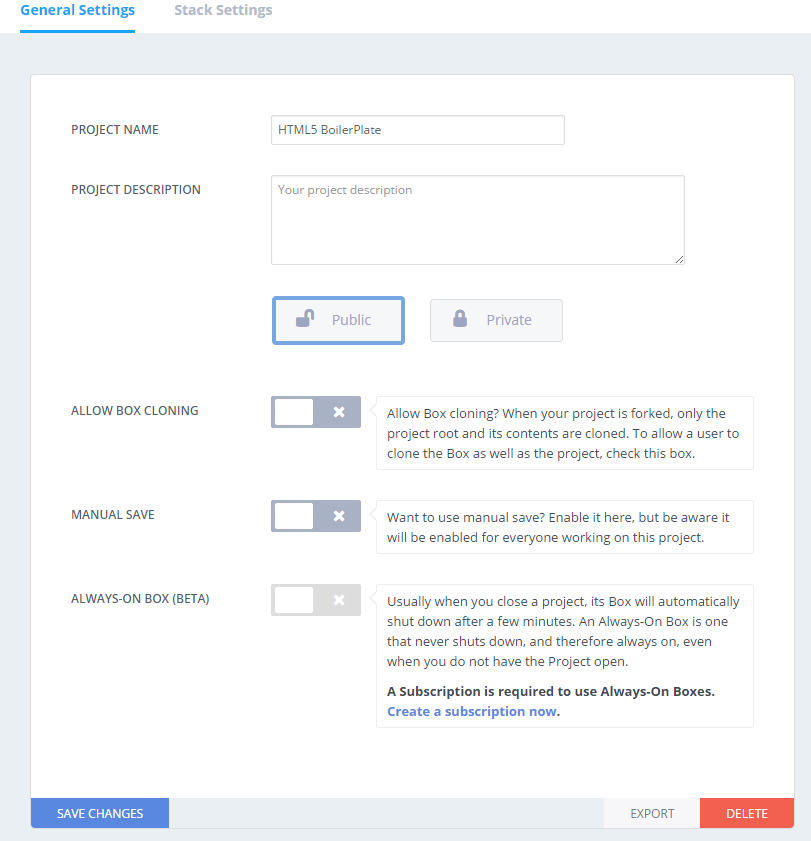 General Settings Stack Settings
PROJECT NAME HTML5 BoilerPlate
PROJECT DESCRIPTION Your project description
Public Private
ALLOW BOX CLONING
Allow Box cloning? When your project is forked, only the
project root and its contents are cloned. To allow a user to
clone the Box as well as the project, check this box.
MANUAL SAVE
Want to use manual save? Enable it here, but be aware it
will be enabled for everyone working on this project.
ALWAYS-ON BOX (BETA)
Usually when you close a project, its Box will automatically
shut down after a few minutes. An Always-On Box is one
that never shuts down, and therefore always on, even
when you do not have the Project open.
A Subscription is required to use Always-On Boxes.
Create a subscription now.
SAVE CHANGES EXPORT DELETE